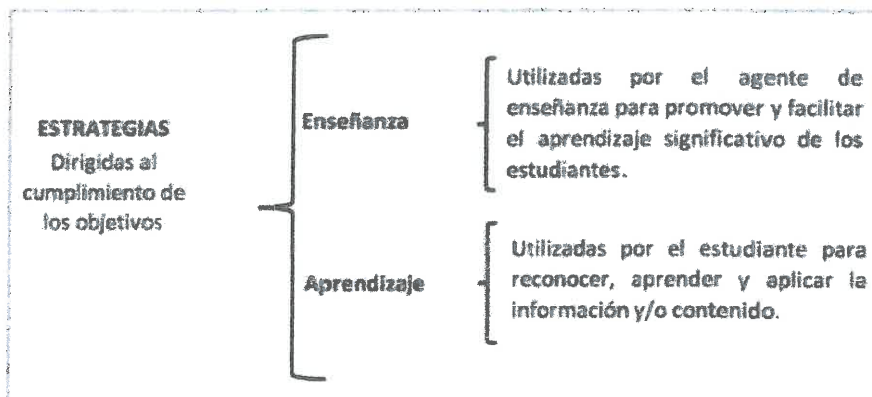 ESTRATEGIAS
Dirigidas al
cumplimiento de
los objetivos
Enseñanza
Utilizadas por el agente de
enseñanza para promover y facilitar
el aprendizaje significativo de los
estudiantes.
Aprendizaje
Utilizadas por el estudiante para
reconocer, aprender y aplicar la
información y/o contenido.